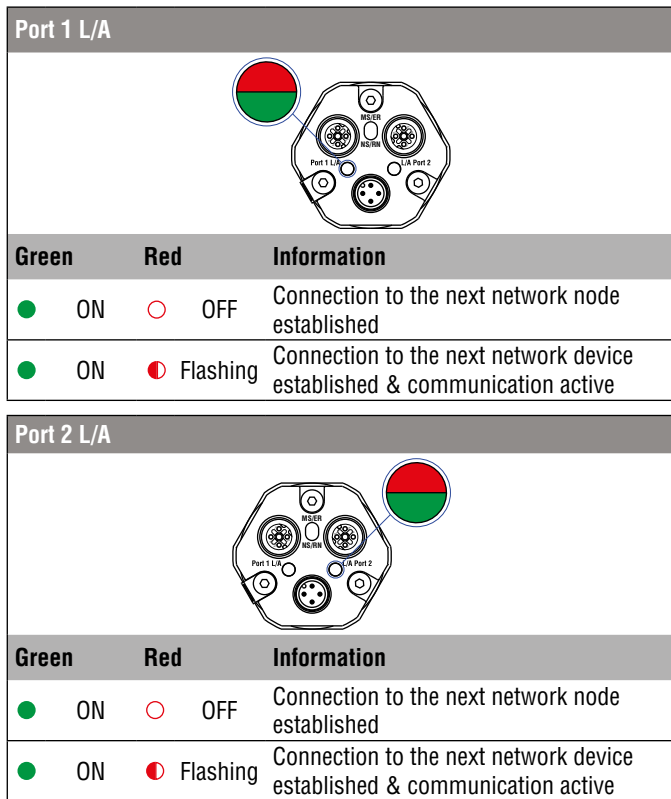 Port 1 L/A
MS/ER
NS/RN
Port 1 L/A
L/A Port 2
Green Red Information
ON OFF Connection to the next network node
established
ON Flashing Connection to the next network device
established & communication active
Port 2 L/A
MS/ER
NS/RN
Port 1 L/A
L/A Port 2
Green Red Information
ON OFF Connection to the next network node
established
ON Flashing Connection to the next network device
established & communication active